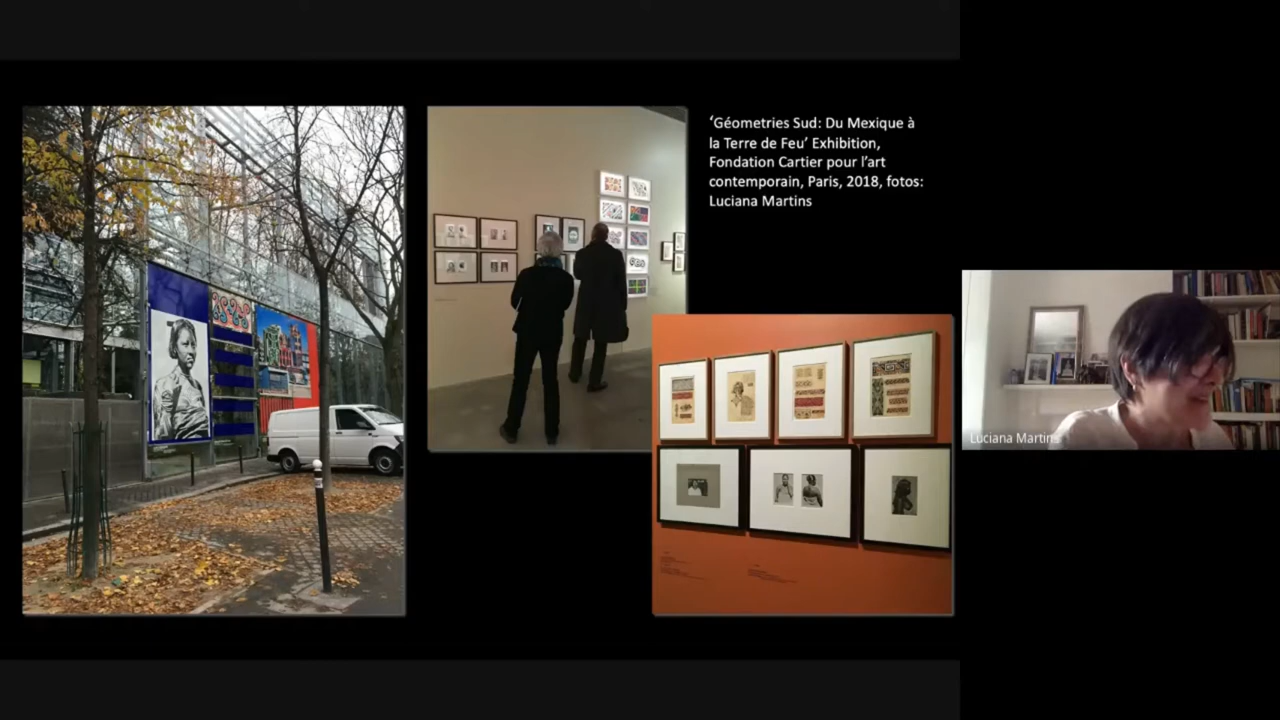 ‘Géometries Sud: Du Mexique à
la Terre de Feu’ Exhibition,
Fondation Cartier pour l’art
contemporain, Paris, 2018, fotos:
Luciana Martins
Luciana Martins